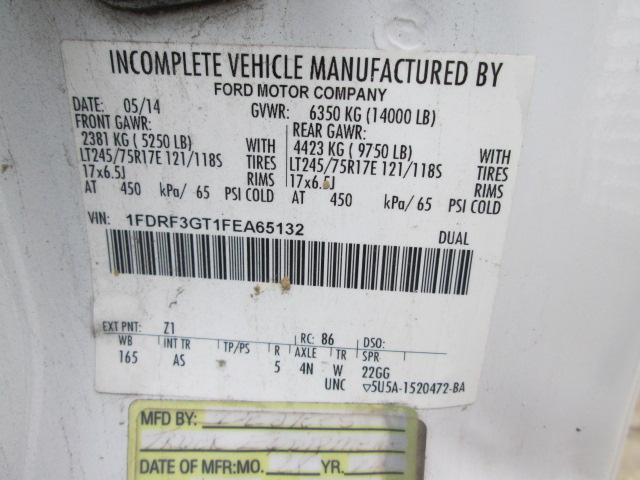 INCOMPLETE VEHICLE MANUFACTURED BY
FORD MOTOR COMPANY
DATE: 05/14 GVWR: 6350 KG (14000 LB)
FRONT GAWR: REAR GAWR:
2381 KG ( 5250 LB) WITH 4423 KG ( 9750 LB) WITH
LT245/75R17E 121/118S TIRES LT245/75R17E 121/118S TIRES
17x6.5J RIMS 17x6.5J RIMS
AT 450 kPa/ 65 PSI COLD AT 450 kPa/ 65 PSI COLD
VIN: 1FDRF3GT1FEA65132 DUAL
EXT PNT: Z1 RC: 86 DSO:
WB INT TR TP/PS R AXLE TR SPR
165 AS 5 4N W 22GG
UNC ▽5U5A-1520472-BA
MFD BY:
DATE OF MFR:MO. YR.